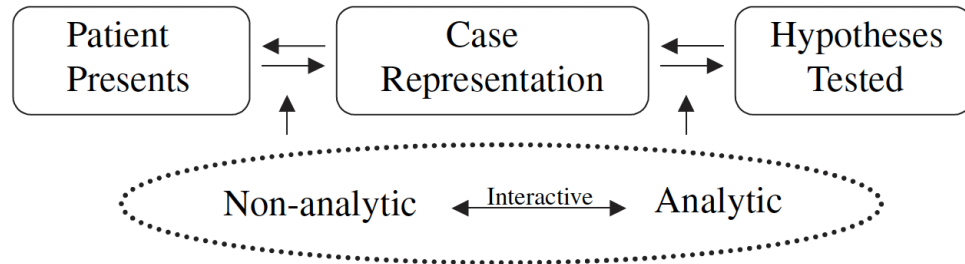 Patient
Presents
Case
Representation
Hypotheses
Tested
Non-analytic
Interactive
Analytic